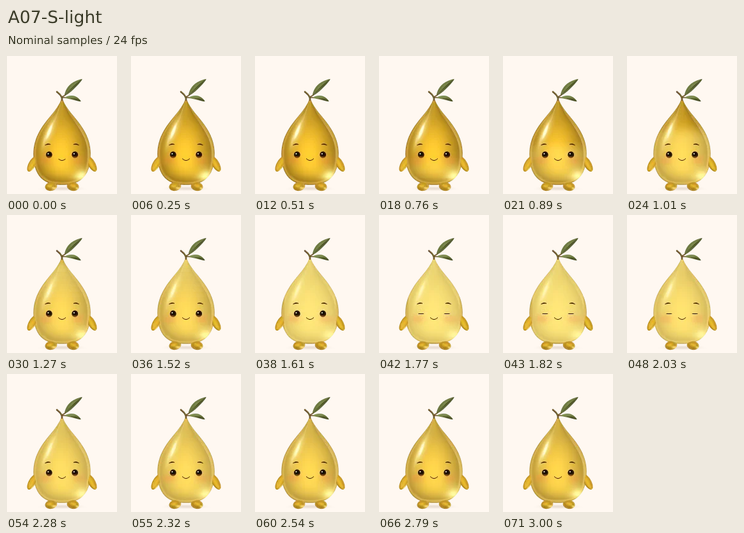 A07-S-light
Nominal samples / 24 fps
000 0.00 s
006 0.25 s
012 0.51 s
018 0.76 s
021 0.89 s
024 1.01 s
030 1.27 s
036 1.52 s
038 1.61 s
042 1.77 s
043 1.82 s
048 2.03 s
054 2.28 s
055 2.32 s
060 2.54 s
066 2.79 s
071 3.00 s